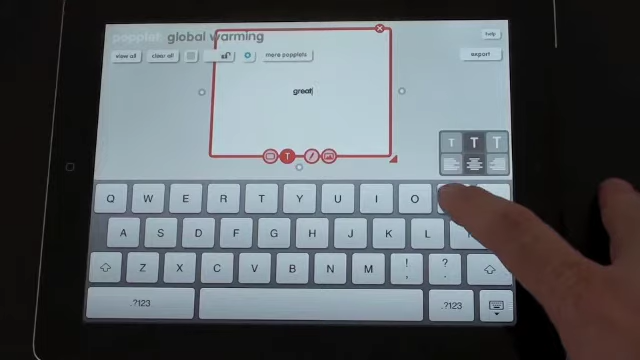 popplet global warming
help
view all
clear all
more popplets
export
great
T T T
T
Q W E R T Y U I O
A S D F G H J K L
Z X C V B N M ! , ? .
.?123
.?123